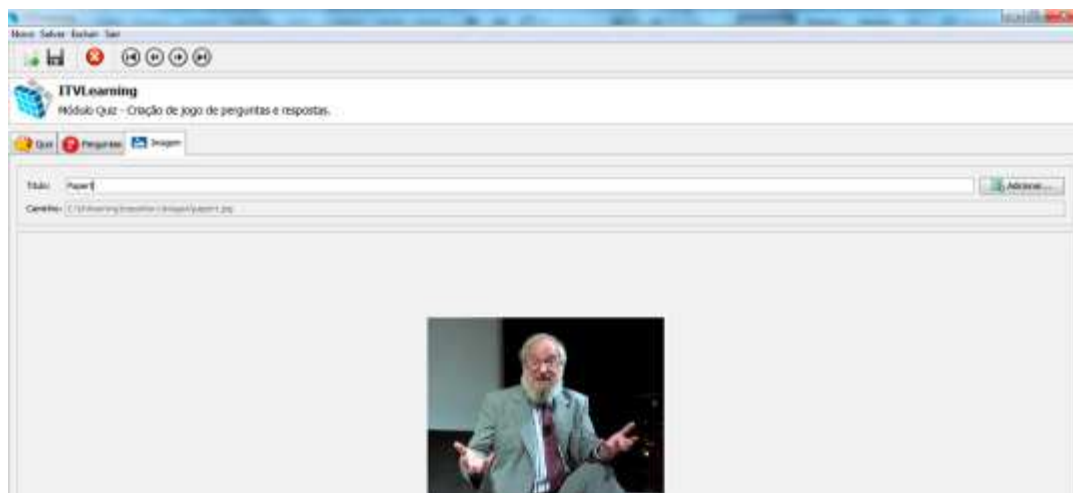 Novo Salvar Excluir Sair
ITVLearning
Módulo Quiz - Criação de jogo de perguntas e respostas.
Quiz Perguntas Imagem
Título: Papert Adicionar...
Caminho: